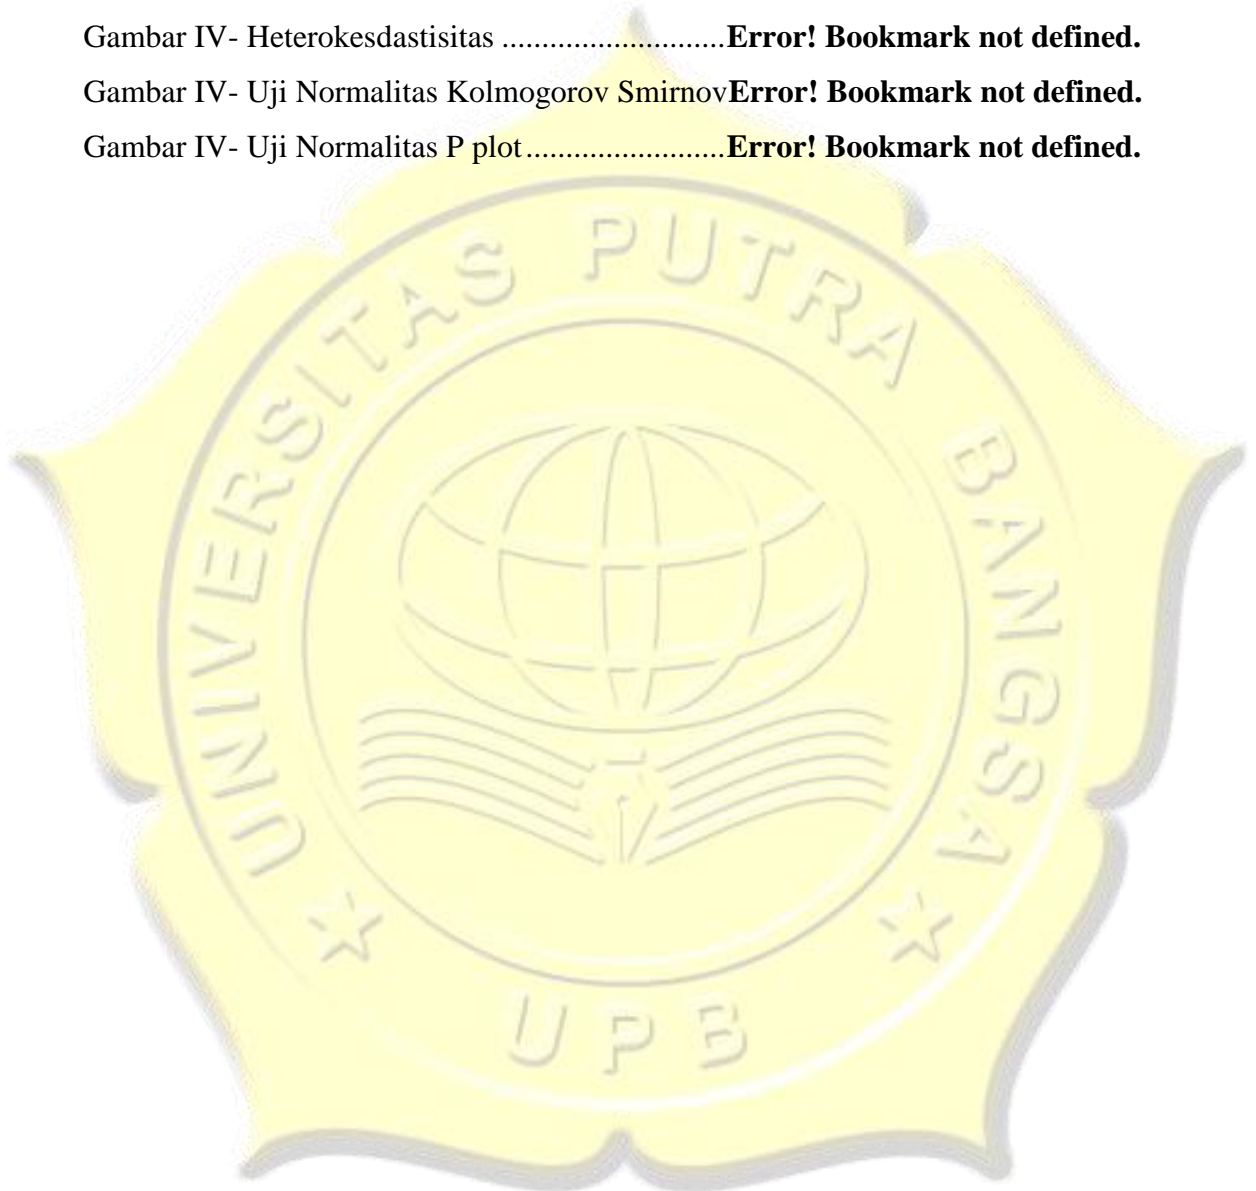 Gambar IV- Heterokesdastisitas ............................Error! Bookmark not defined.
Gambar IV- Uji Normalitas Kolmogorov SmirnovError! Bookmark not defined.
Gambar IV- Uji Normalitas P plot.........................Error! Bookmark not defined.
UNIVERSITAS PUTRA BANGSA
UPB